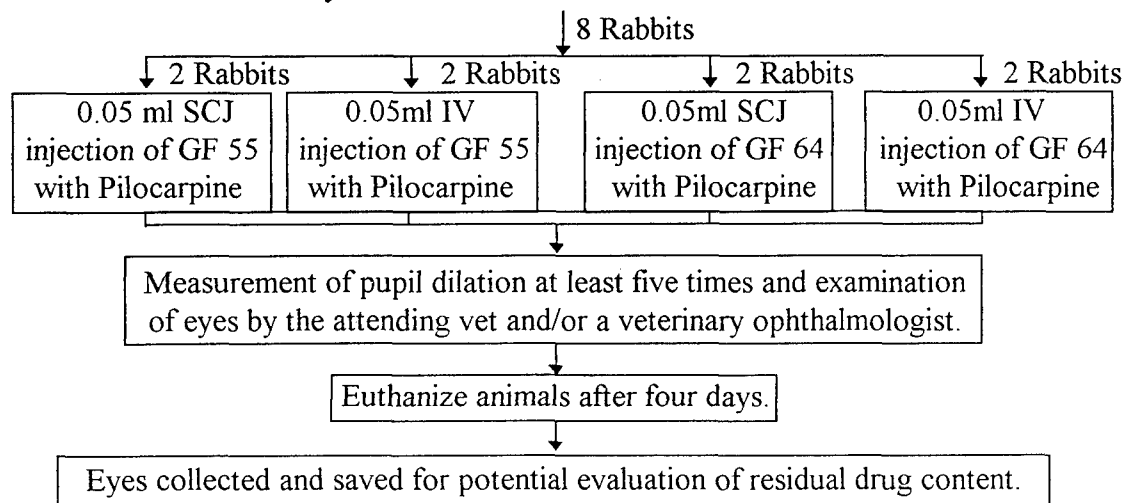 8 Rabbits
2 Rabbits 2 Rabbits 2 Rabbits 2 Rabbits
0.05 ml SCJ
injection of GF 55
with Pilocarpine
0.05ml IV
injection of GF 55
with Pilocarpine
0.05ml SCJ
injection of GF 64
with Pilocarpine
0.05ml IV
injection of GF 64
with Pilocarpine
Measurement of pupil dilation at least five times and examination
of eyes by the attending vet and/or a veterinary ophthalmologist.
Euthanize animals after four days.
Eyes collected and saved for potential evaluation of residual drug content.